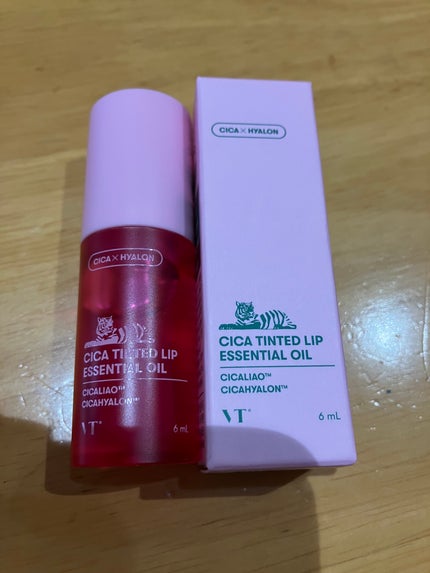 CICA × HYALON
CICA TINTED LIP
ESSENTIAL OIL
CICALIAO™
CICAHYALON™
VT®
6 mL
CICA × HYALON
CICA TINTED LIP
ESSENTIAL OIL
CICALIAO™
CICAHYALON™
VT®
6 mL